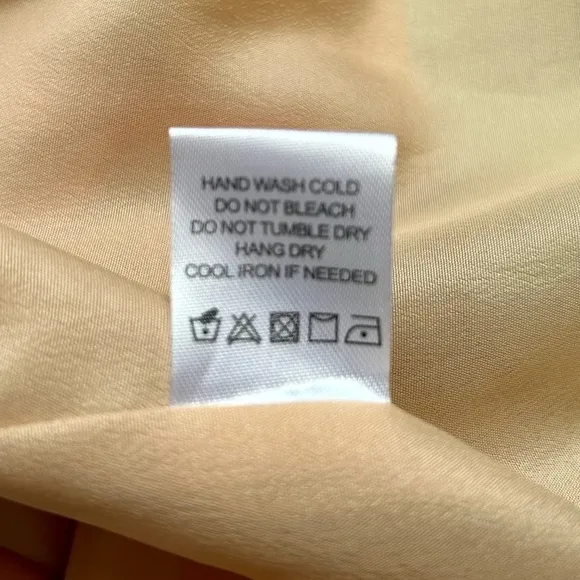 HAND WASH COLD
DO NOT BLEACH
DO NOT TUMBLE DRY
HANG DRY
COOL IRON IF NEEDED